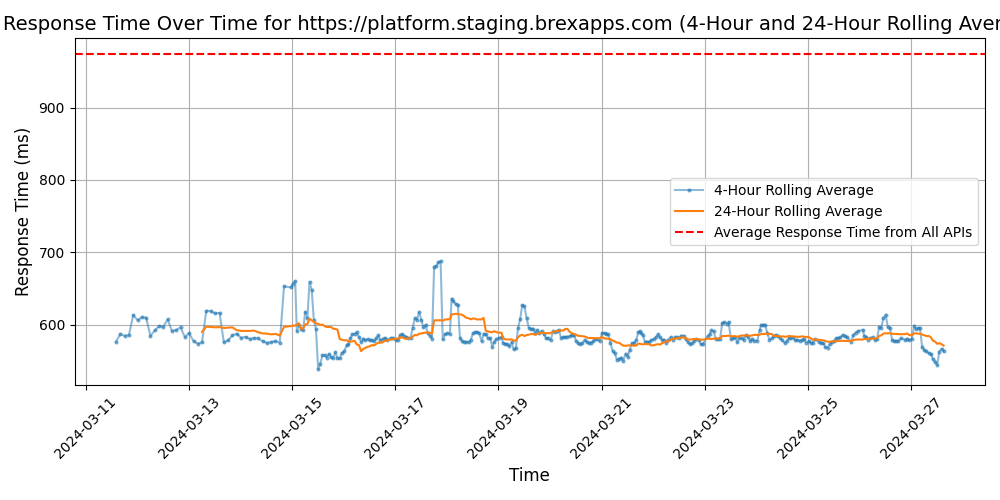 Response Time Over Time for https://platform.staging.brexapps.com (4-Hour and 24-Hour Rolling Aver
Response Time (ms)
900
800
700
600
4-Hour Rolling Average
24-Hour Rolling Average
Average Response Time from All APIs
2024-03-11
2024-03-13
2024-03-15
2024-03-17
2024-03-19
2024-03-21
2024-03-23
2024-03-25
2024-03-27
Time